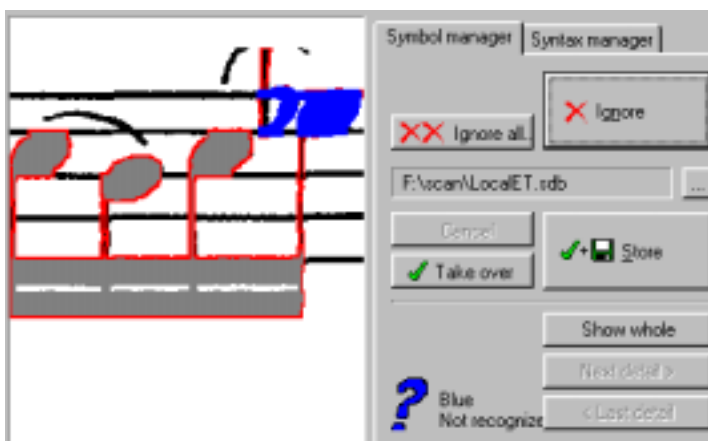 Symbol manager
Syntax manager
Ignore all.
Ignore
F:\scan\LocalET.sdb
...
Cancel
Store
Take over
Show whole
Next detail >
Blue
Not recognize
< Last detail